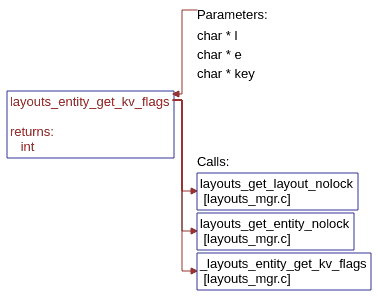 Parameters:
char * l
char * e
char * key
layouts_entity_get_kv_flags
returns:
int
Calls:
layouts_get_layout_nolock
[layouts_mgr.c]
layouts_get_entity_nolock
[layouts_mgr.c]
_layouts_entity_get_kv_flags
[layouts_mgr.c]